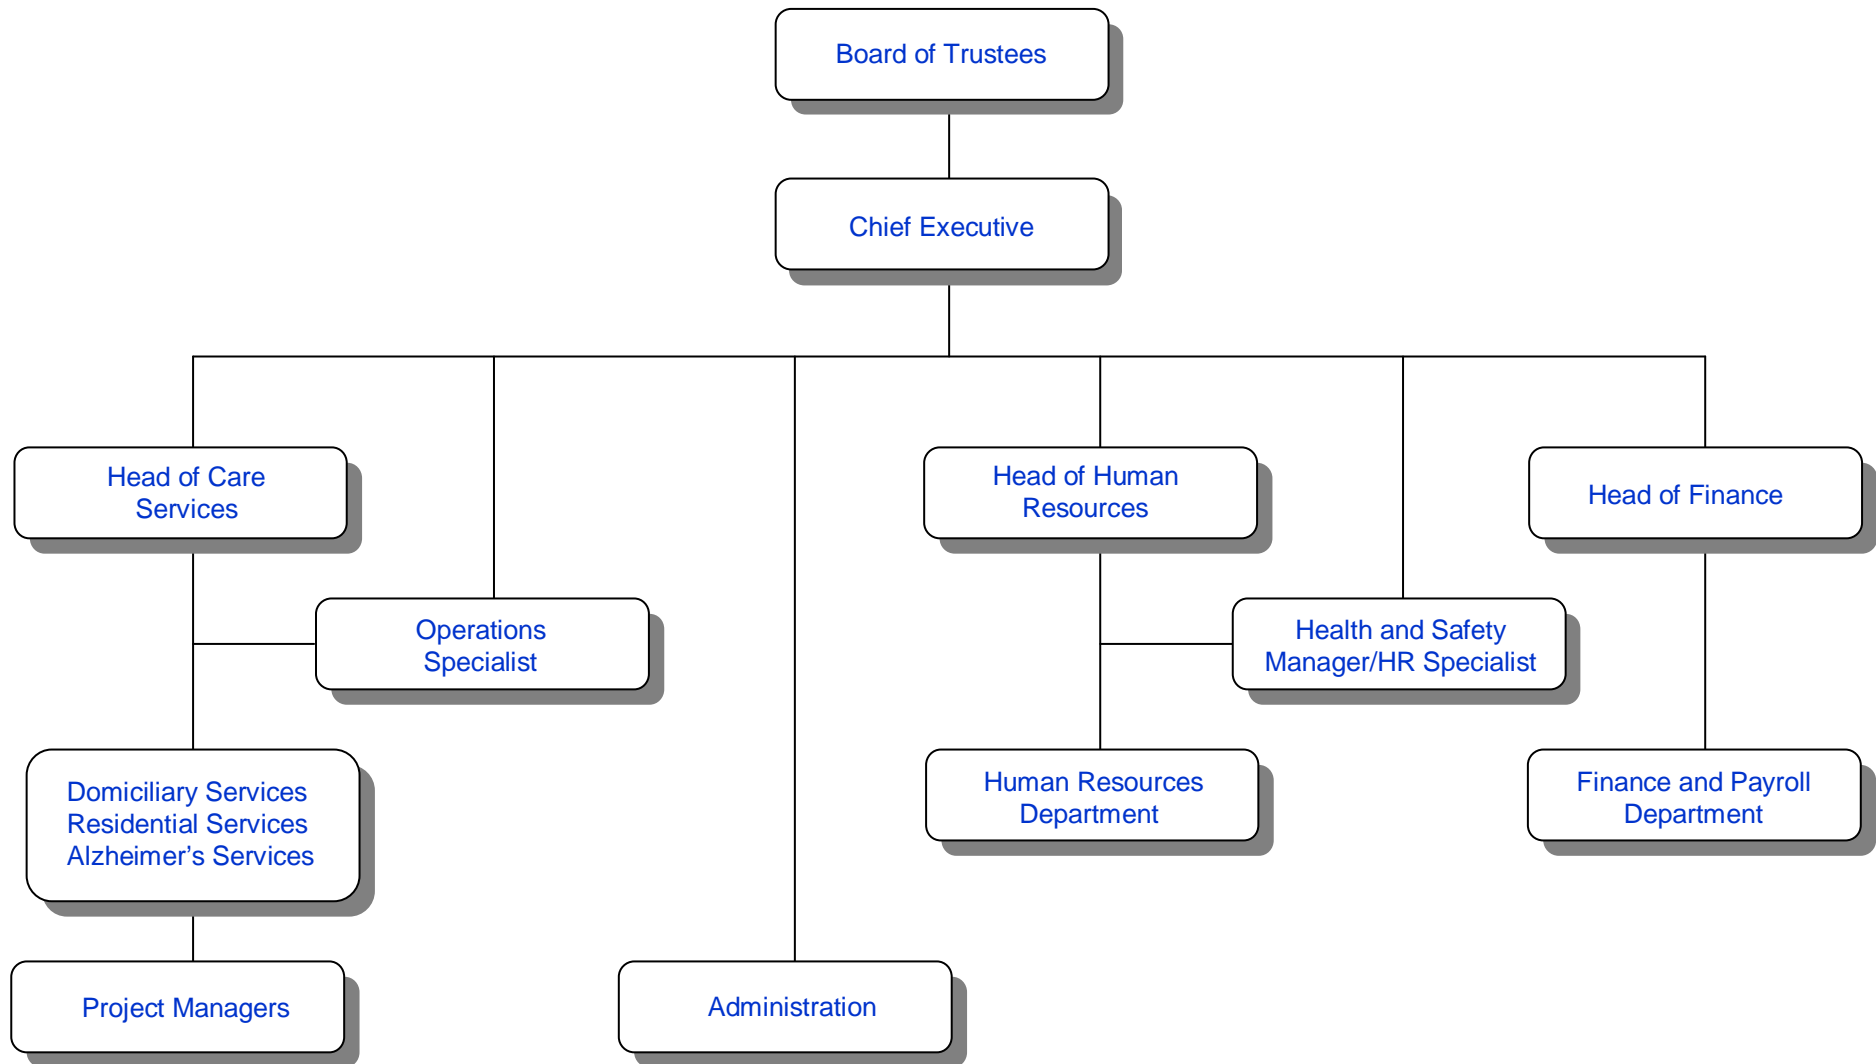 Board of Trustees
Chief Executive
Head of Care
Services
Head of Human
Resources
Head of Finance
Operations
Specialist
Health and Safety
Manager/HR Specialist
Domiciliary Services
Residential Services
Alzheimer’s Services
Human Resources
Department
Finance and Payroll
Department
Project Managers
Administration